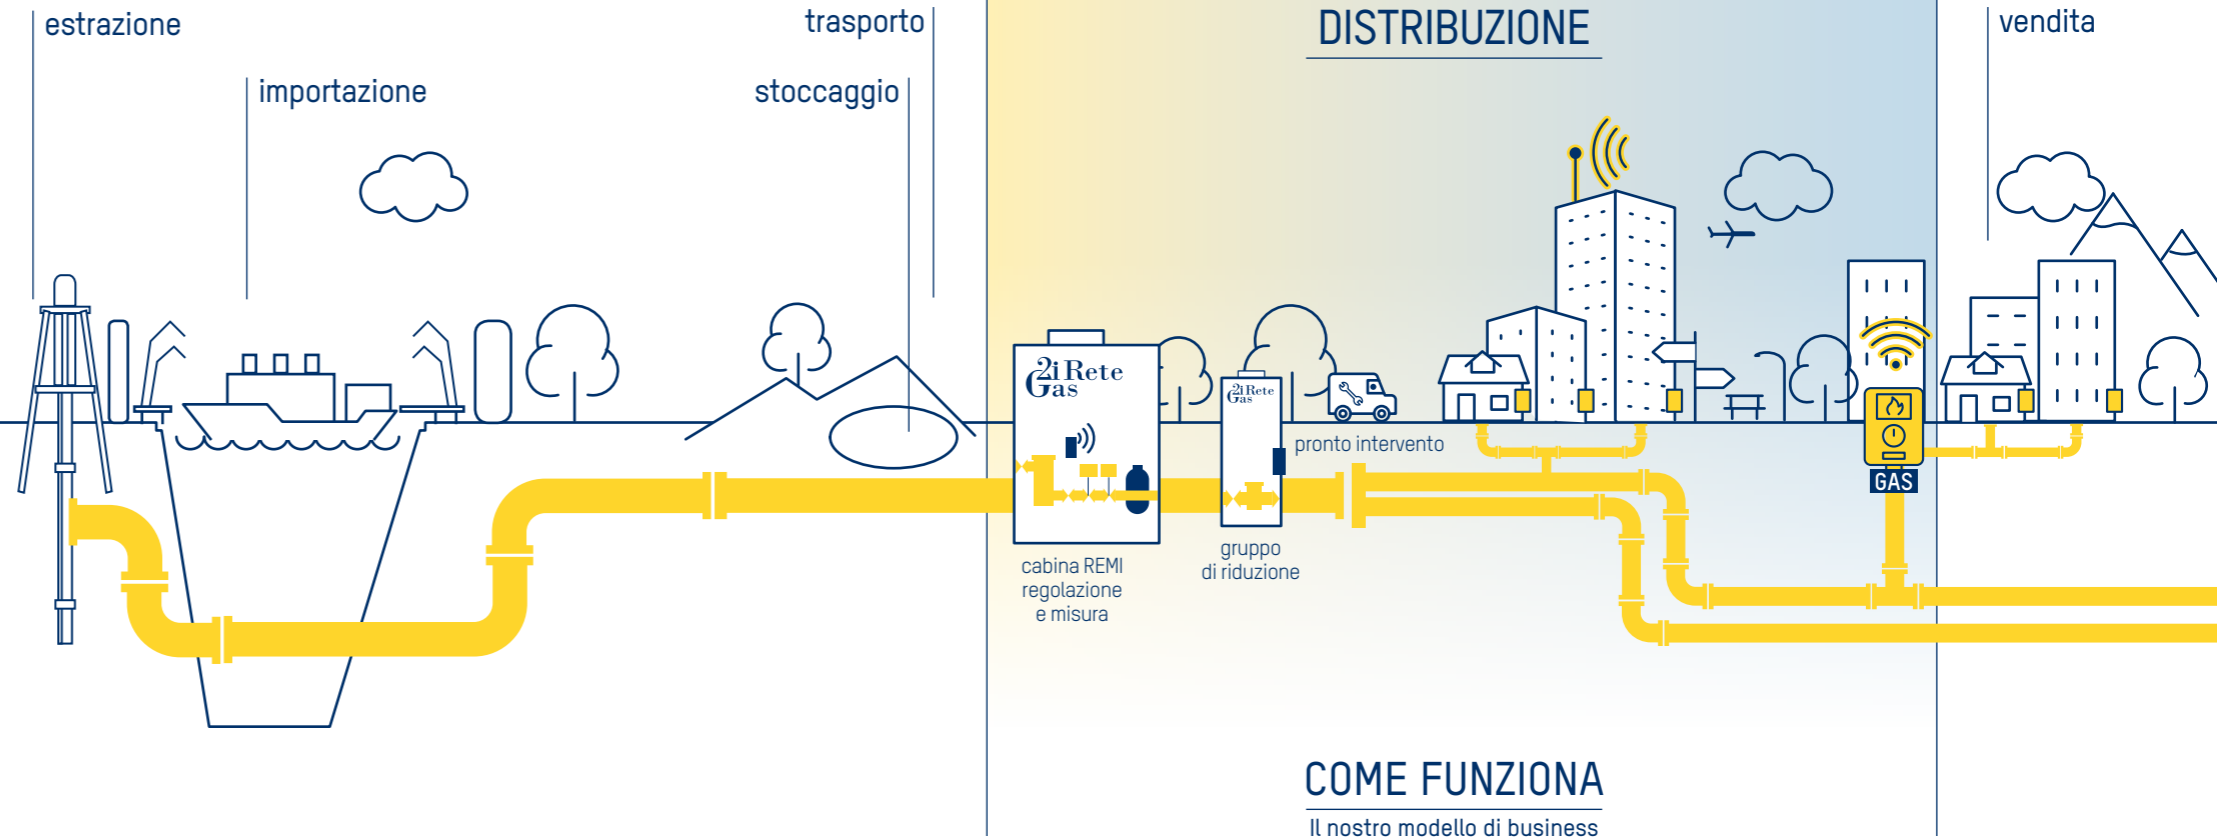 estrazione
importazione
trasporto
stoccaggio
DISTRIBUZIONE
vendita
2i Rete
Gas
2i Rete
Gas
pronto intervento
GAS
cabina REMI
regolazione
e misura
gruppo
di riduzione
COME FUNZIONA
Il nostro modello di business